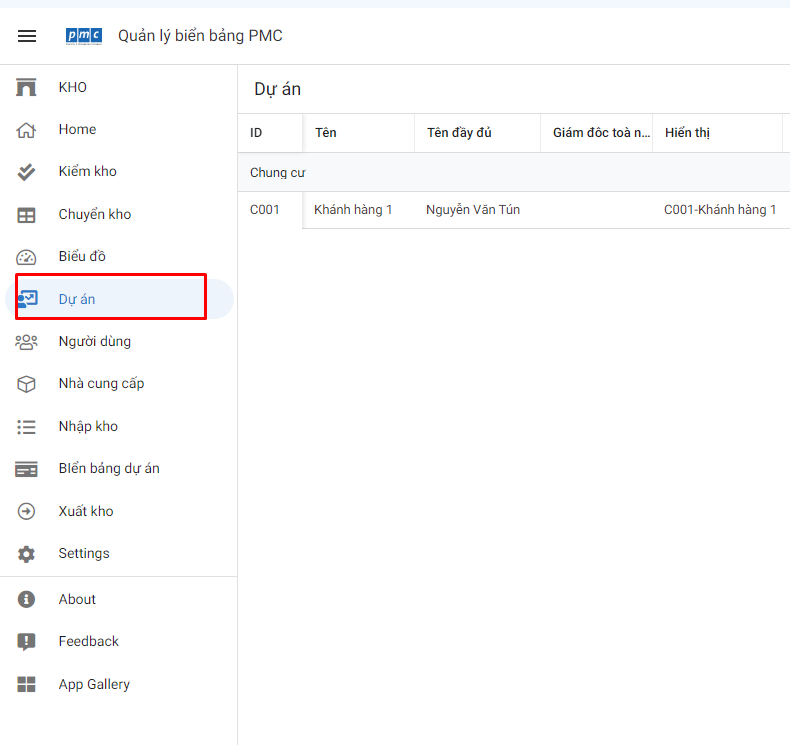 pmc Quản lý biển bảng PMC
KHO
Home
Kiểm kho
Chuyển kho
Biểu đồ
Dự án
Người dùng
Nhà cung cấp
Nhập kho
BIển bảng dự án
Xuất kho
Settings
About
Feedback
App Gallery
Dự án
ID Tên Tên đầy đủ Giám đôc toà n... Hiển thị
Chung cư
C001 Khánh hàng 1 Nguyễn Văn Tún C001-Khánh hàng 1